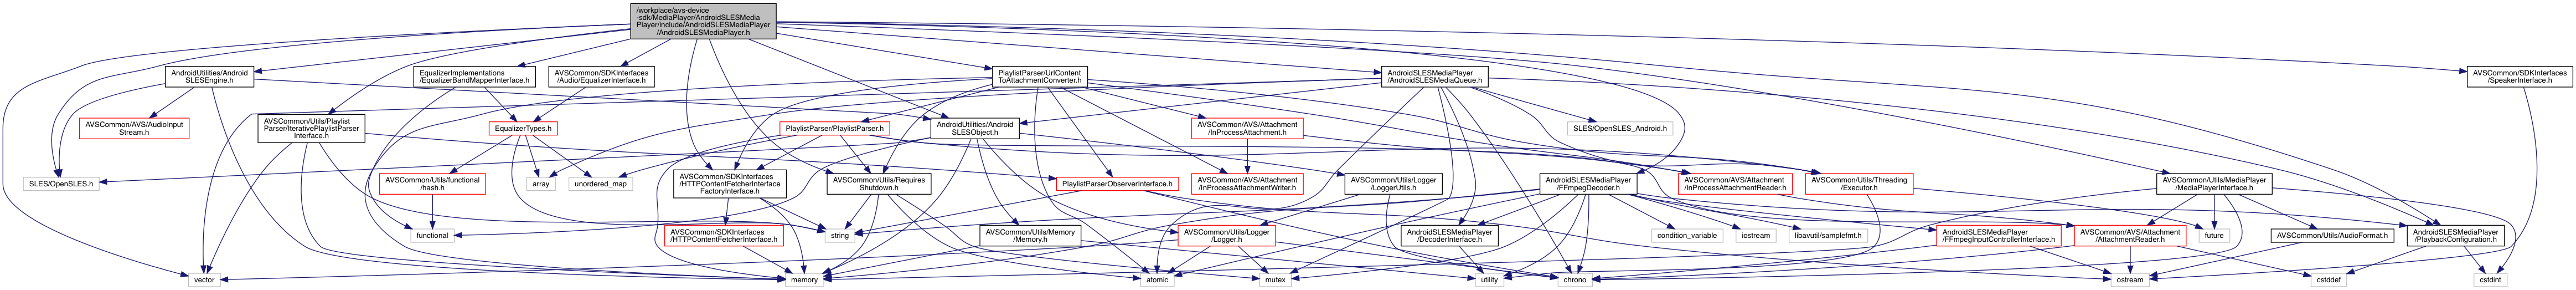 /workplace/avs-device
-sdk/MediaPlayer/AndroidSLESMedia
Player/include/AndroidSLESMediaPlayer
/AndroidSLESMediaPlayer.h
AndroidUtilities/Android
SLESEngine.h
EqualizerImplementations
/EqualizerBandMapperInterface.h
AVSCommon/SDKInterfaces
/Audio/EqualizerInterface.h
PlaylistParser/UrlContent
ToAttachmentConverter.h
AndroidSLESMediaPlayer
/AndroidSLESMediaQueue.h
AVSCommon/SDKInterfaces
/SpeakerInterface.h
AVSCommon/AVS/AudioInput
Stream.h
AVSCommon/Utils/Playlist
Parser/IterativePlaylistParser
Interface.h
EqualizerTypes.h
PlaylistParser/PlaylistParser.h
AndroidUtilities/Android
SLESObject.h
AVSCommon/AVS/Attachment
/InProcessAttachment.h
SLES/OpenSLES_Android.h
SLES/OpenSLES.h
AVSCommon/Utils/functional
/hash.h
array
unordered_map
AVSCommon/SDKInterfaces
/HTTPContentFetcherInterface
FactoryInterface.h
AVSCommon/Utils/Requires
Shutdown.h
PlaylistParserObserverInterface.h
AVSCommon/AVS/Attachment
/InProcessAttachmentWriter.h
AVSCommon/Utils/Logger
/LoggerUtils.h
AndroidSLESMediaPlayer
/FFmpegDecoder.h
AVSCommon/AVS/Attachment
/InProcessAttachmentReader.h
AVSCommon/Utils/Threading
/Executor.h
AVSCommon/Utils/MediaPlayer
/MediaPlayerInterface.h
functional
AVSCommon/SDKInterfaces
/HTTPContentFetcherInterface.h
string
AVSCommon/Utils/Memory
/Memory.h
AVSCommon/Utils/Logger
/Logger.h
AndroidSLESMediaPlayer
/DecoderInterface.h
condition_variable
iostream
libavutil/samplefmt.h
AndroidSLESMediaPlayer
/FFmpegInputControllerInterface.h
AVSCommon/AVS/Attachment
/AttachmentReader.h
future
AVSCommon/Utils/AudioFormat.h
AndroidSLESMediaPlayer
/PlaybackConfiguration.h
vector
memory
atomic
mutex
utility
chrono
ostream
cstddef
cstdint